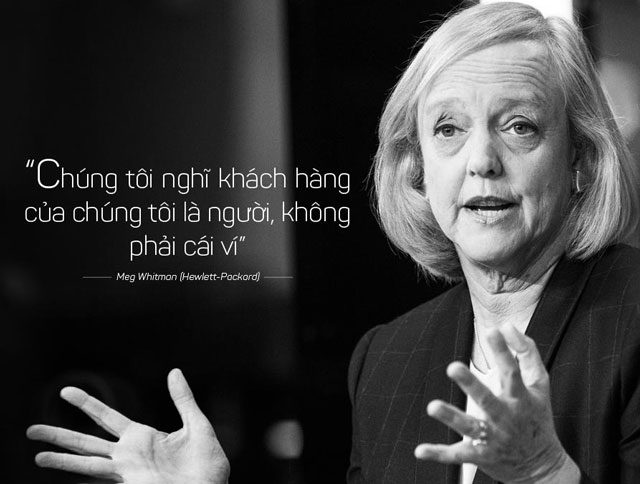 “Chúng tôi nghĩ khách hàng
của chúng tôi là người, không
phải cái ví”
Meg Whitman (Hewlett-Packard)